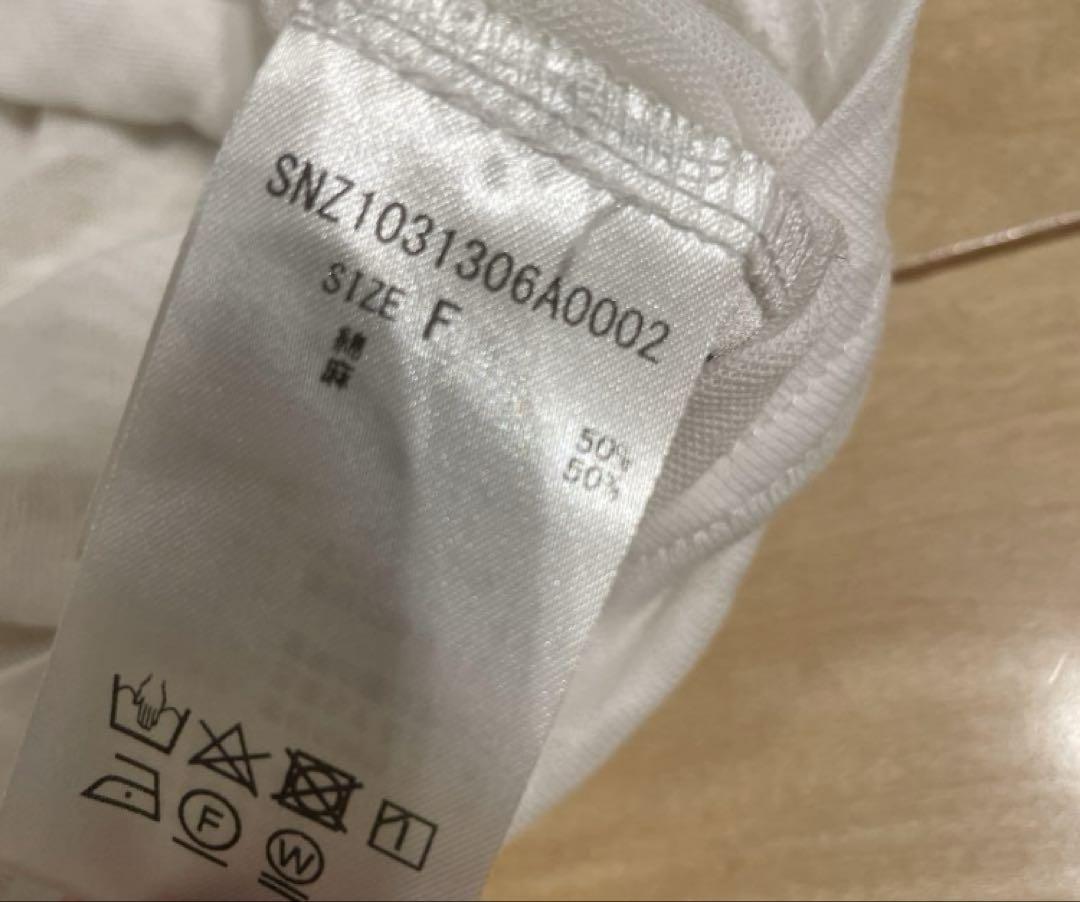 SNZ1031306A0002
SIZE F
綿 50%
麻 50%
F
W